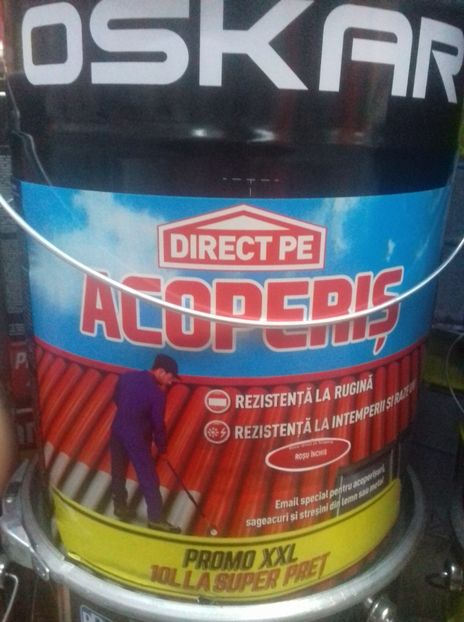 OSKAR
DIRECT PE
ACOPERIȘ
REZISTENȚĂ LA RUGINĂ
REZISTENȚĂ LA INTEMPERII ȘI RAZE UV
ROȘU ÎNCHIS
Email special pentru acoperișuri,
sageacuri și streșini din lemn sau metal
PROMO XXL
10L LA SUPER PREȚ